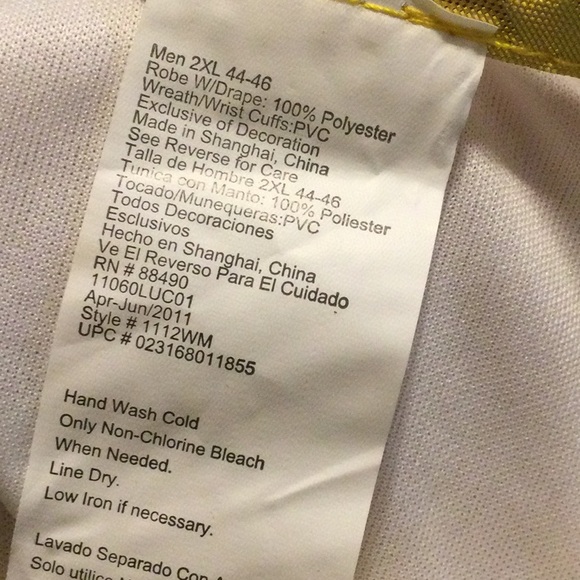 Men 2XL 44-46
Robe W/Drape: 100% Polyester
Wreath/Wrist Cuffs:PVC
Exclusive of Decoration
Made in Shanghai, China
See Reverse for Care
Talla de Hombre 2XL 44-46
Tunica con Manto: 100% Poliester
Tocado/Munequeras:PVC
Todos Decoraciones
Esclusivos
Hecho en Shanghai, China
Ve El Reverso Para El Cuidado
RN # 88490
11060LUC01
Apr-Jun/2011
Style # 1112WM
UPC # 023168011855
Hand Wash Cold
Only Non-Chlorine Bleach
When Needed.
Line Dry.
Low Iron if necessary.
Lavado Separado Con
Solo utilice